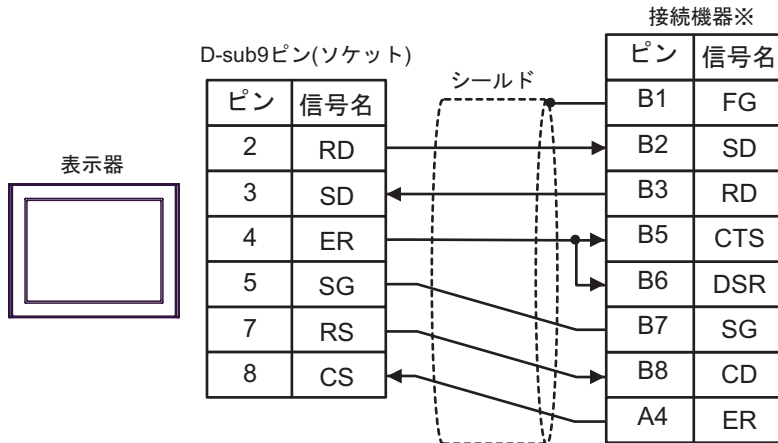 接続機器※
D-sub9ピン(ソケット)
シールド
表示器
ピン 信号名
2 RD
3 SD
4 ER
5 SG
7 RS
8 CS
ピン 信号名
B1 FG
B2 SD
B3 RD
B5 CTS
B6 DSR
B7 SG
B8 CD
A4 ER